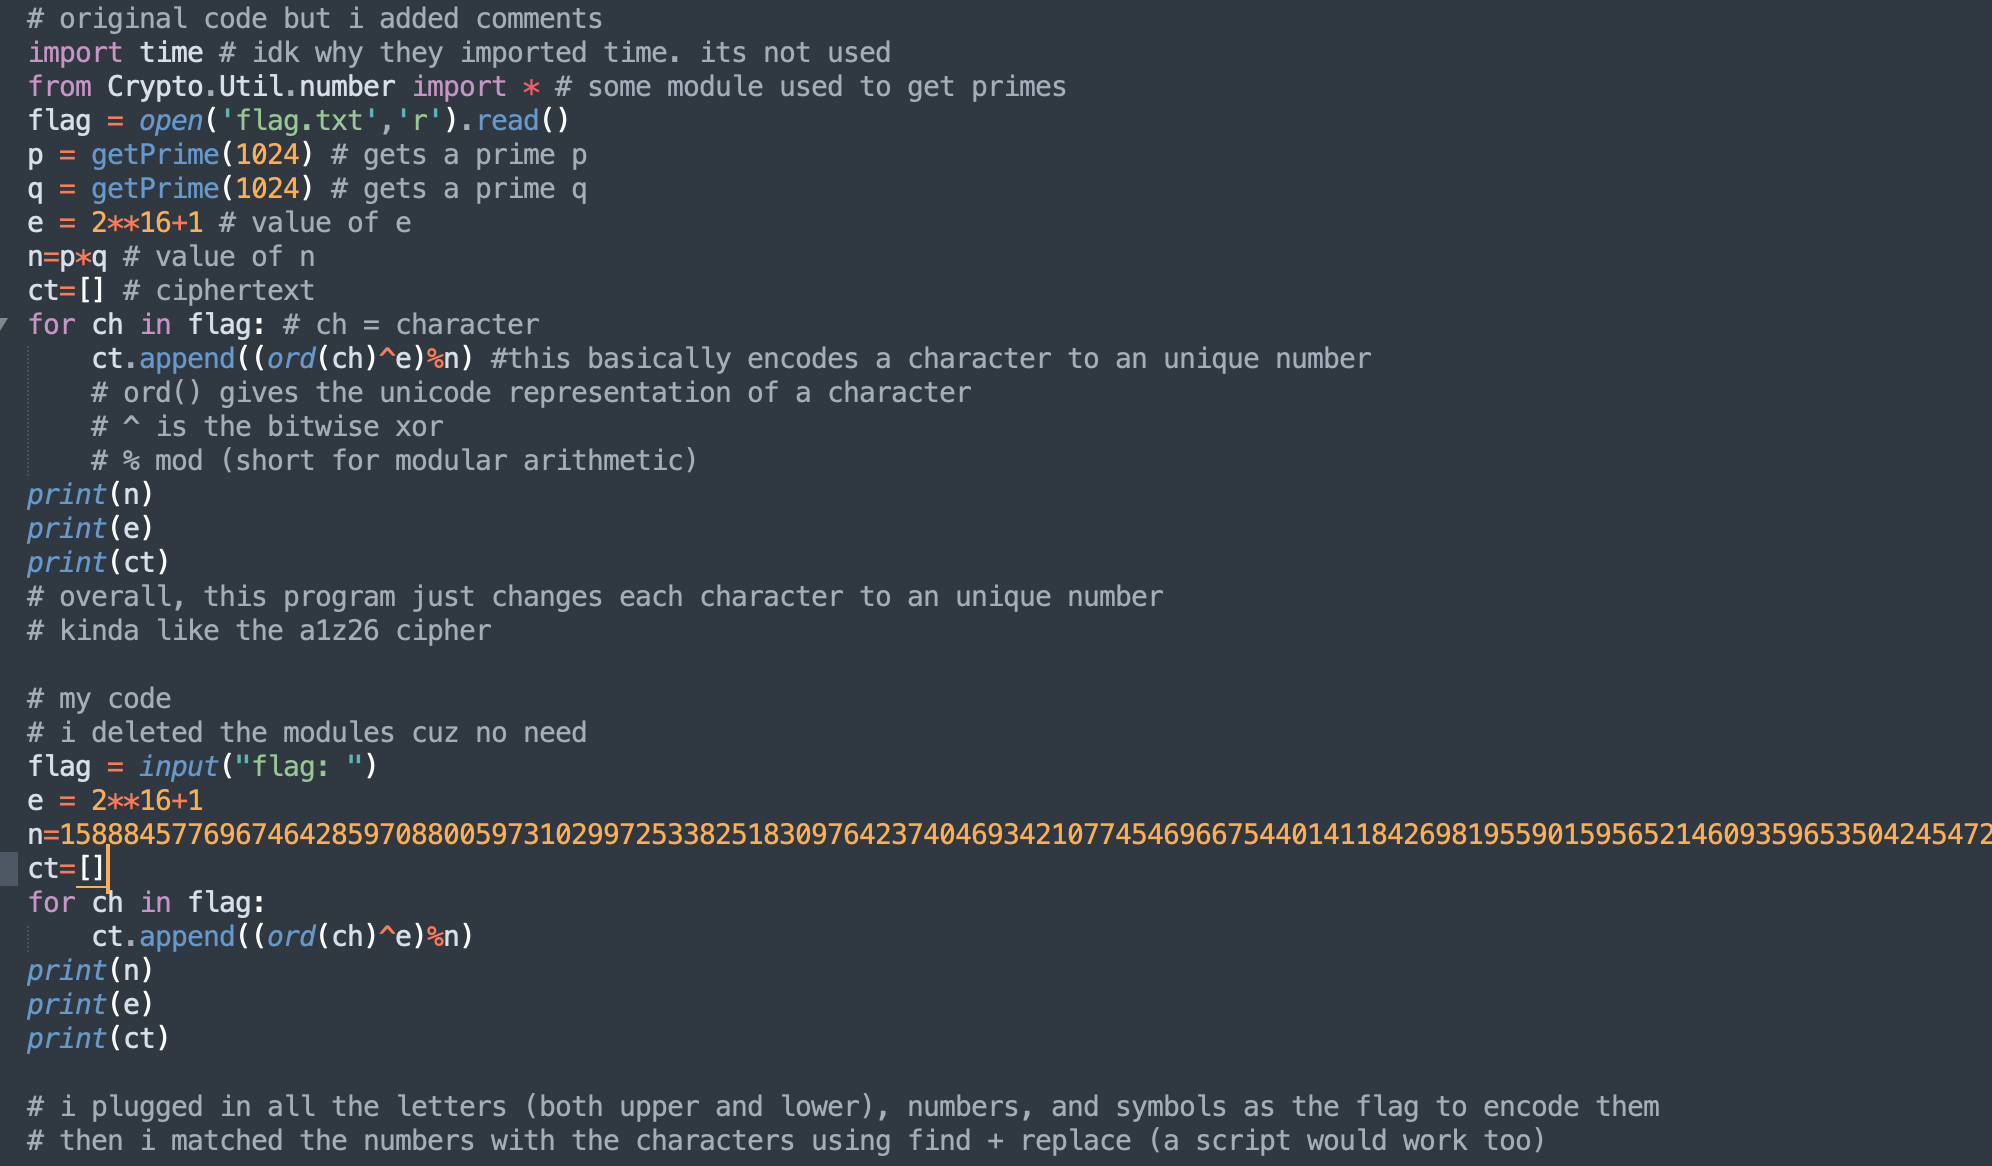 # original code but i added comments
import time # idk why they imported time. its not used
from Crypto.Util.number import * # some module used to get primes
flag = open('flag.txt','r').read()
p = getPrime(1024) # gets a prime p
q = getPrime(1024) # gets a prime q
e = 2**16+1 # value of e
n=p*q # value of n
ct=[] # ciphertext
for ch in flag: # ch = character
    ct.append((ord(ch)^e)%n) #this basically encodes a character to an unique number
    # ord() gives the unicode representation of a character
    # ^ is the bitwise xor
    # % mod (short for modular arithmetic)
print(n)
print(e)
print(ct)
# overall, this program just changes each character to an unique number
# kinda like the a1z26 cipher

# my code
# i deleted the modules cuz no need
flag = input("flag: ")
e = 2**16+1
n=1588845776967464285970880059731029972533825183097642374046934210774546966754401411842698195590159565214609359653504245472
ct=[]
for ch in flag:
    ct.append((ord(ch)^e)%n)
print(n)
print(e)
print(ct)

# i plugged in all the letters (both upper and lower), numbers, and symbols as the flag to encode them
# then i matched the numbers with the characters using find + replace (a script would work too)